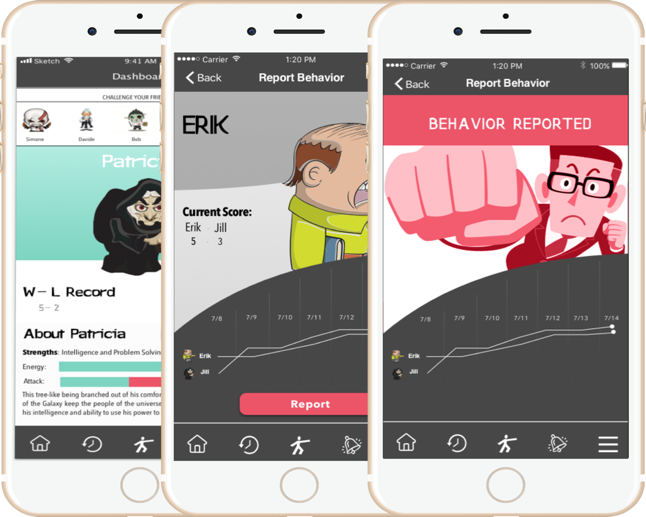 Sketch 9:41 AM
Dashboa
CHALLENGE YOUR FRIE
Simone Davide Bob
Patrici
W - L Record
5 - 2
About Patricia
Strengths: Intelligence and Problem Solvin
Energy:
Attack:
This tree-like being branched out of his comfor
of the Galaxy keep the people of the universe
his intelligence and ability to use his power to
Carrier 1:20 PM
Back Report Behavior
ERIK
Current Score:
Erik - Jill
5 3
7/8 7/9 7/10 7/11 7/12
Erik
Jill
Report
Carrier 1:20 PM 100%
Back Report Behavior
BEHAVIOR REPORTED
7/8 7/9 7/10 7/11 7/12 7/13 7/14
Erik
Jill